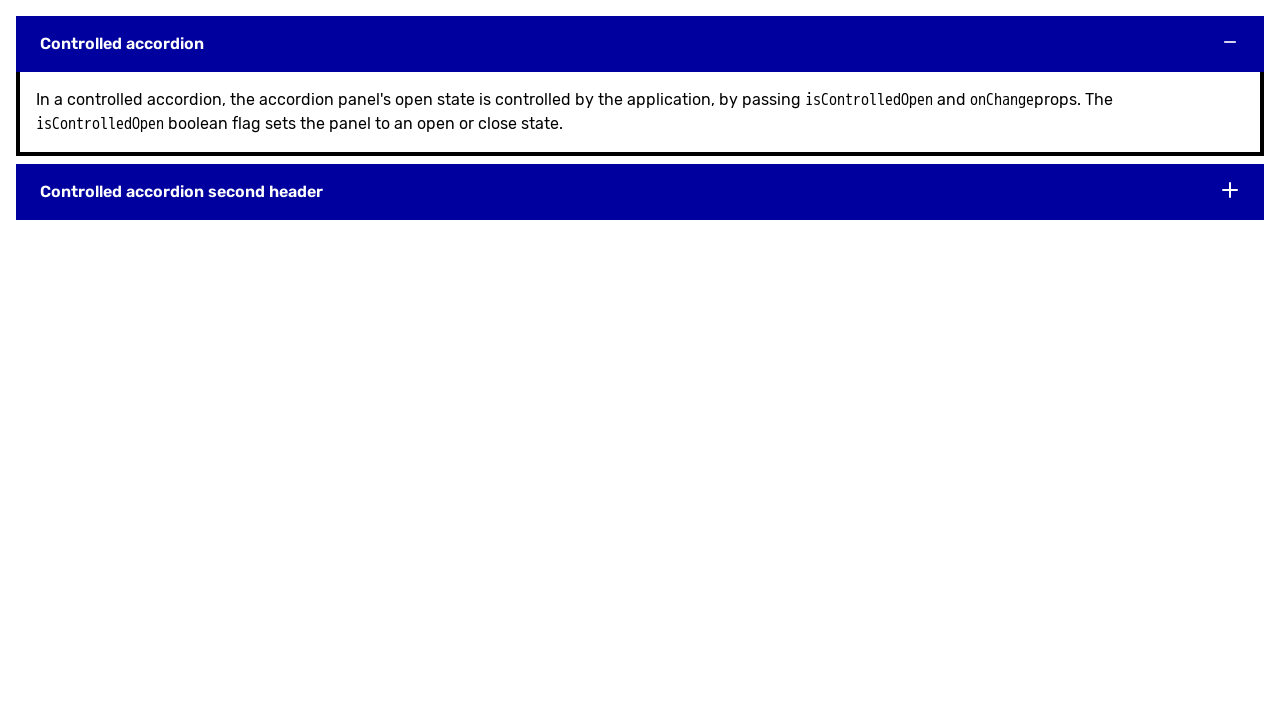 Controlled accordion
In a controlled accordion, the accordion panel's open state is controlled by the application, by passing isControlledOpen and onChangeprops. The
isControlledOpen boolean flag sets the panel to an open or close state.
Controlled accordion second header